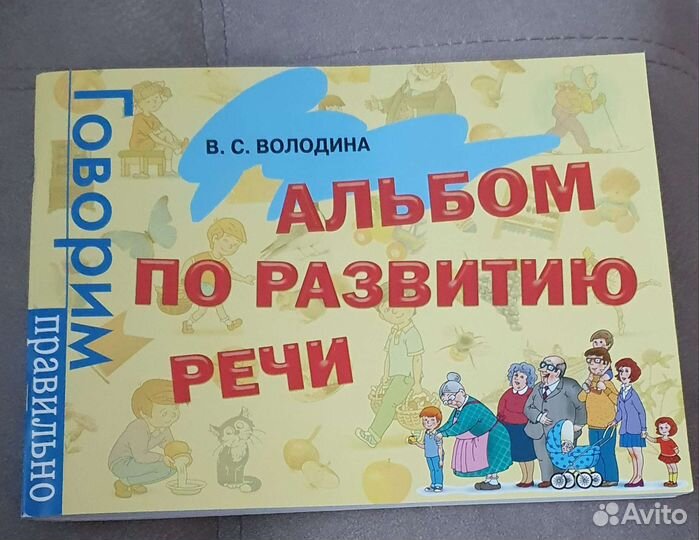 Говорим
правильно
В. С. ВОЛОДИНА
АЛЬБОМ
ПО РАЗВИТИЮ
РЕЧИ
Avito